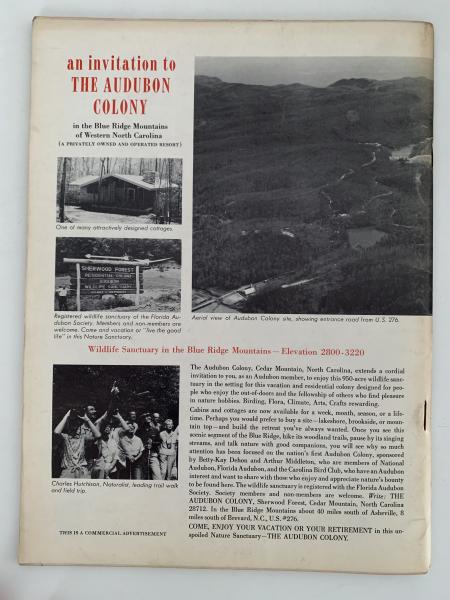 an invitation to
THE AUDUBON
COLONY
in the Blue Ridge Mountains
of Western North Carolina
(A PRIVATELY OWNED AND OPERATED RESORT)
One of many attractively designed cottages.
SHERWOOD FOREST
RESIDENTIAL COLONY
AUDUBON
WILDLIFE SANCTUARY
Registered wildlife sanctuary of the Florida Au-
dubon Society. Members and non-members are
welcome. Come and vacation or "live the good
life" in this Nature Sanctuary.
Aerial view of Audubon Colony site, showing entrance road from U.S. 276.
Wildlife Sanctuary in the Blue Ridge Mountains — Elevation 2800-3220
The Audubon Colony, Cedar Mountain, North Carolina, extends a cordial
invitation to you, as an Audubon member, to enjoy this 950-acre wildlife sanc-
tuary in the setting for this vacation and residential colony designed for peo-
ple who enjoy the out-of-doors and the fellowship of others who find pleasure
in nature hobbies. Birding, Flora, Climate, Arts, Crafts rewarding.
Cabins and cottages are now available for a week, month, season, or a life-
time. Perhaps you would prefer to buy a site—lakeshore, brookside, or moun-
tain top—and build the retreat you've always wanted. Once you see this
scenic segment of the Blue Ridge, hike its woodland trails, pause by its singing
streams, and talk nature with good companions, you will see why so much
attention has been focused on the nation's first Audubon Colony, sponsored
by Betty-Kay Dehon and Arthur Middleton, who are members of National
Audubon, Florida Audubon, and the Carolina Bird Club, who have an Audubon
interest and want to share with those who enjoy and appreciate nature's bounty
to be found here. The wildlife sanctuary is registered with the Florida Audubon
Society. Society members and non-members are welcome. Write: THE
AUDUBON COLONY, Sherwood Forest, Cedar Mountain, North Carolina
28712. In the Blue Ridge Mountains about 40 miles south of Asheville, 8
miles south of Brevard, N.C., U.S. #276.
COME, ENJOY YOUR VACATION OR YOUR RETIREMENT in this un-
spoiled Nature Sanctuary—THE AUDUBON COLONY.
Charles Hutchison, Naturalist, leading trail walk
and field trip.
THIS IS A COMMERCIAL ADVERTISEMENT